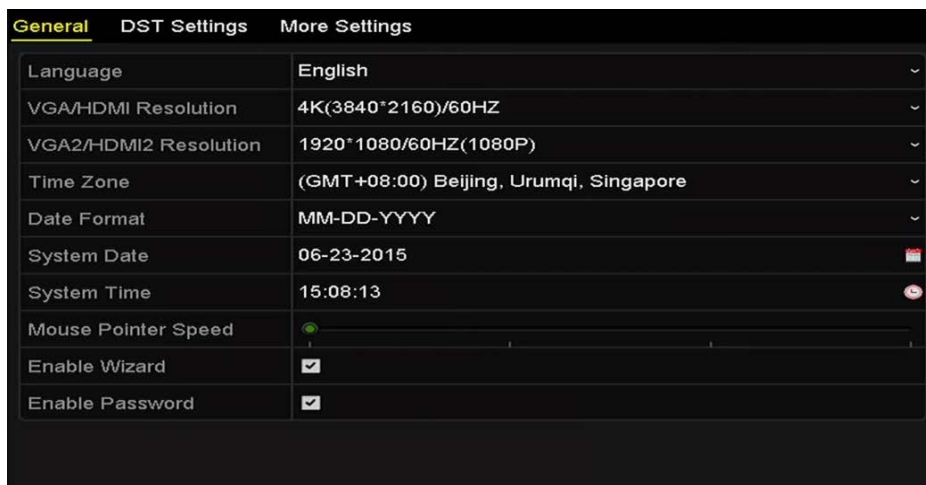 General DST Settings More Settings
Language English
VGA/HDMI Resolution 4K(3840*2160)/60HZ
VGA2/HDMI2 Resolution 1920*1080/60HZ(1080P)
Time Zone (GMT+08:00) Beijing, Urumqi, Singapore
Date Format MM-DD-YYYY
System Date 06-23-2015
System Time 15:08:13
Mouse Pointer Speed
Enable Wizard
Enable Password